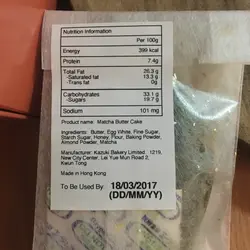 Nutrition Information
Per 100g
Energy 399 kcal
Protein 7.4g
Total Fat 26.3 g
-Saturated fat 13.3 g
-Trans fat 0g
Carbohydrates 33.1 g
-Sugars 19.7 g
Sodium 101 mg
Product name: Matcha Butter Cake
Ingredients: Butter, Egg White, Fine Sugar,
Starch Sugar, Honey, Flour, Baking Powder,
Almond Powder, Matcha
Manufacturer: Kazuki Bakery Limited - 1219,
New City Center, Lei Yue Mun Road 2,
Kwun Tong
Made in Hong Kong
To Be Used By: 18/03/2017
(DD/MM/YY)